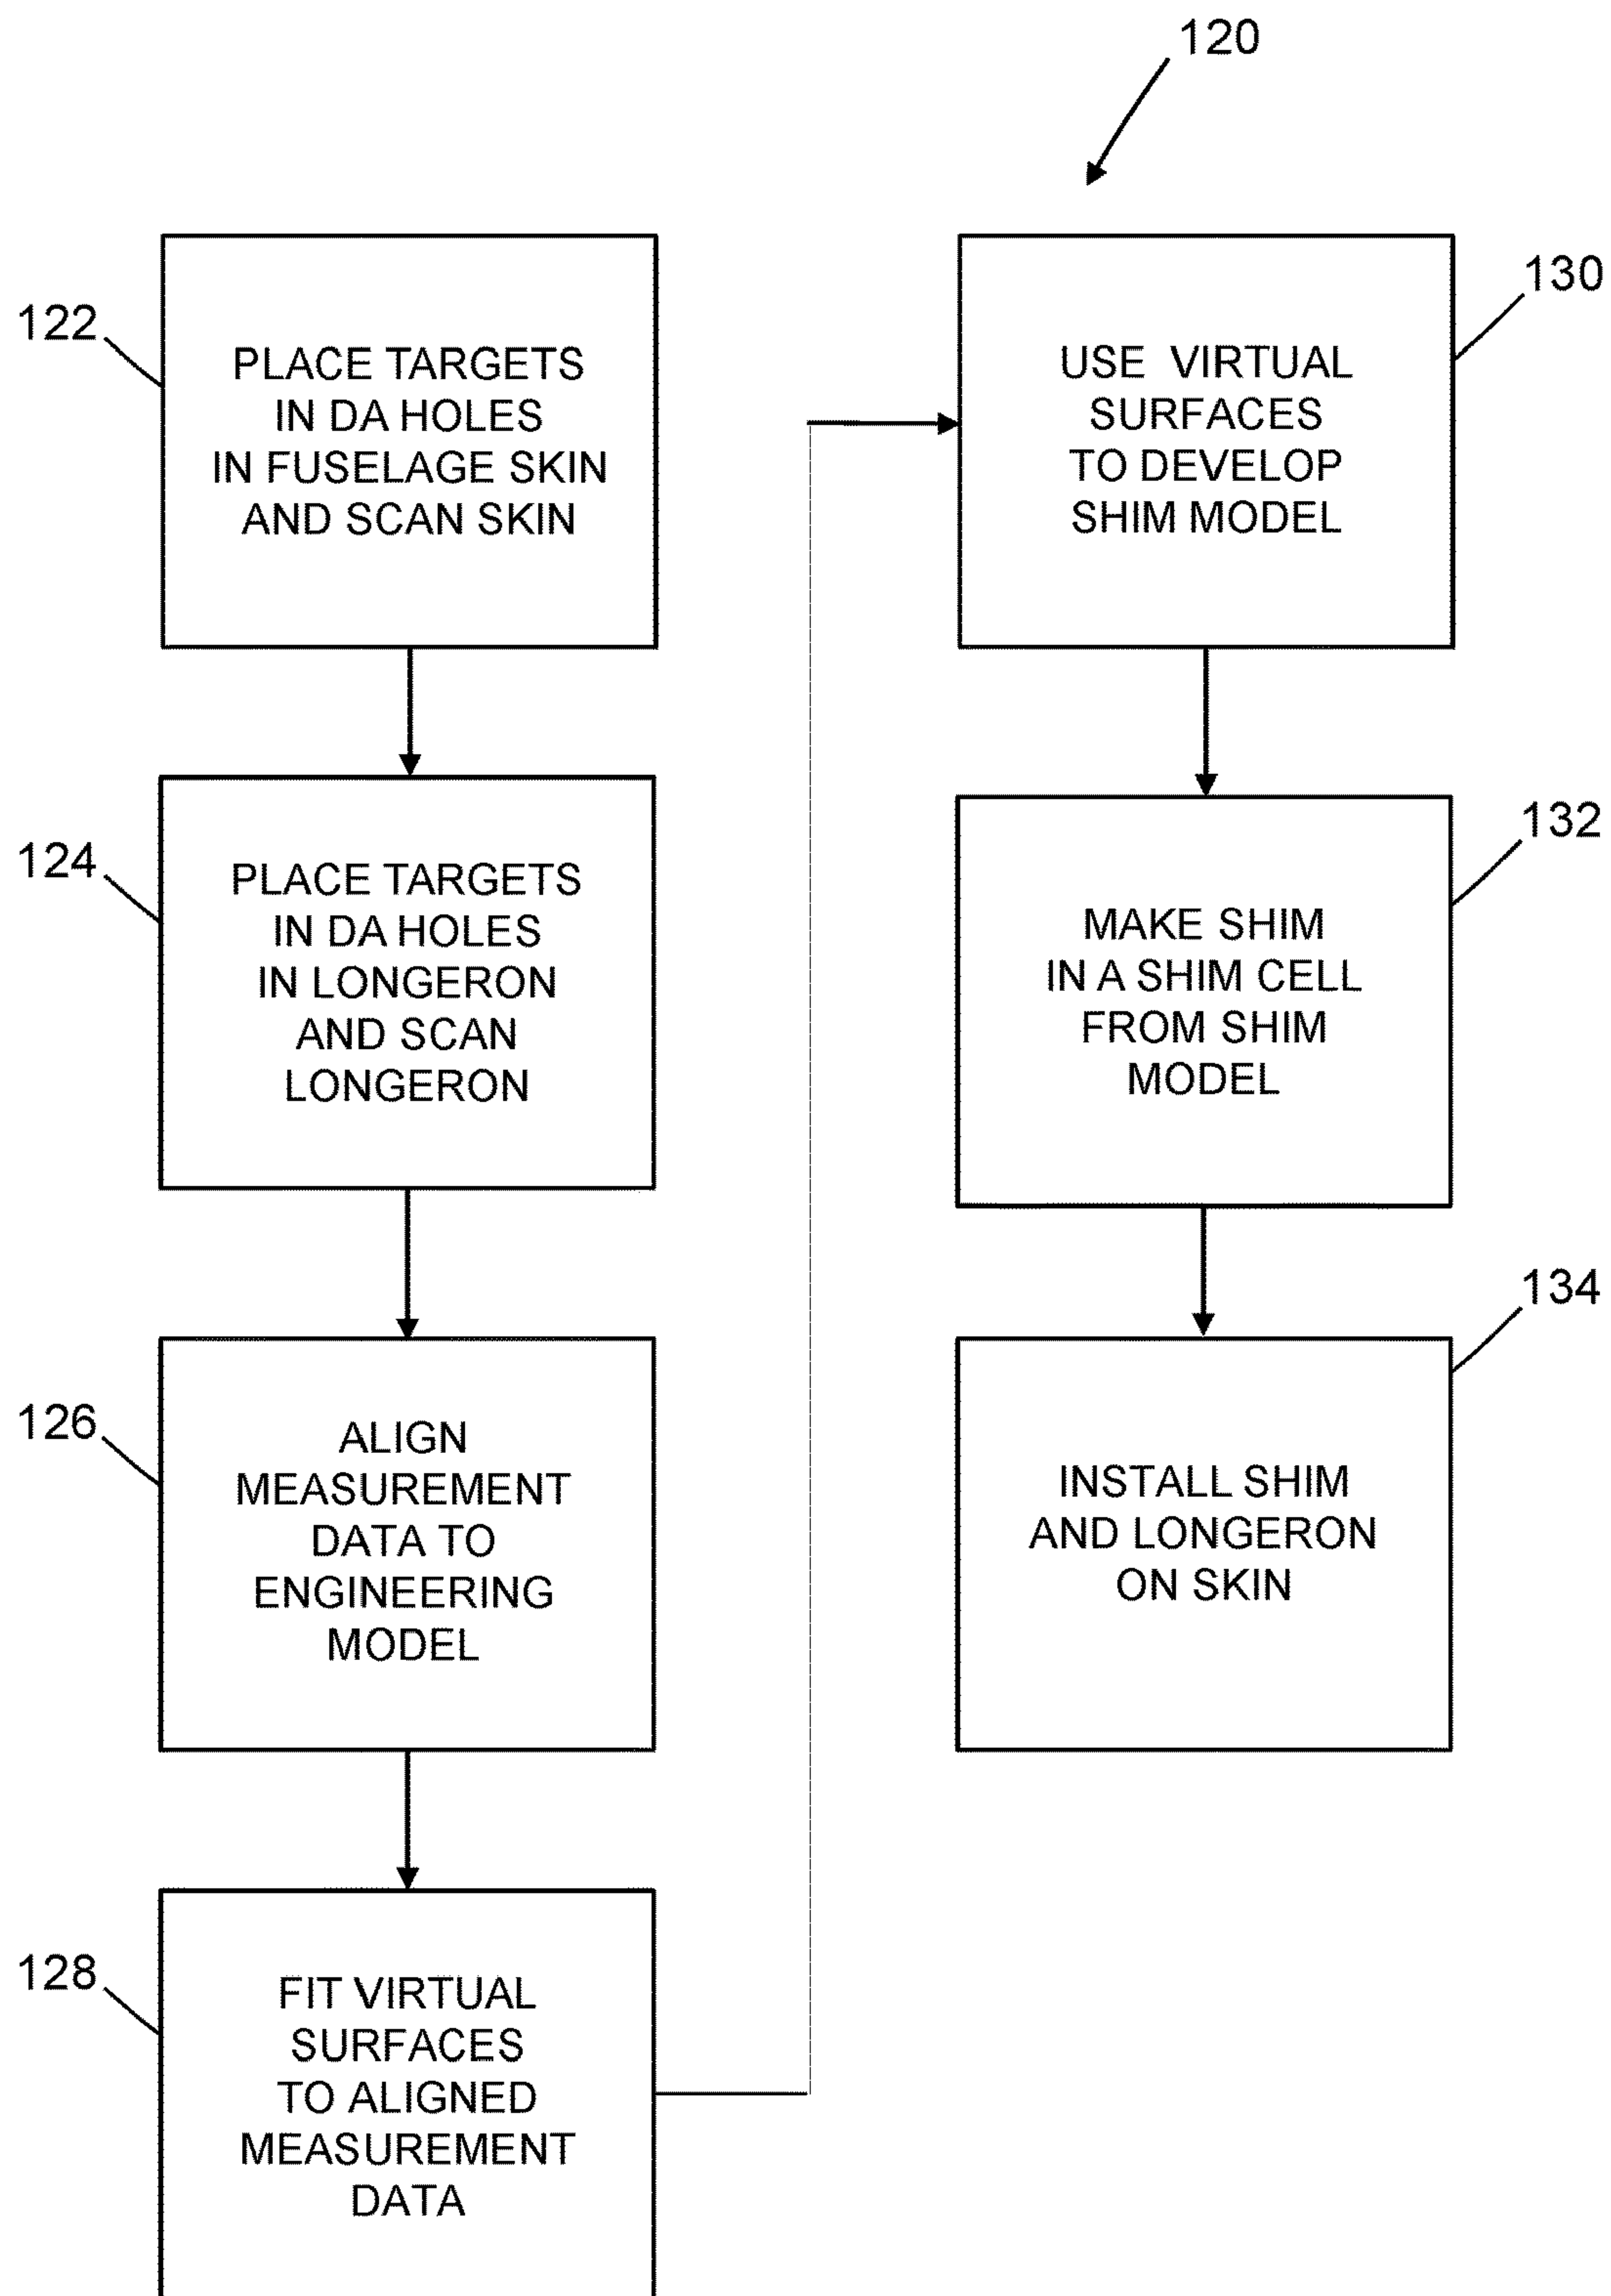 120
122
PLACE TARGETS
IN DA HOLES
IN FUSELAGE SKIN
AND SCAN SKIN
124
PLACE TARGETS
IN DA HOLES
IN LONGERON
AND SCAN
LONGERON
126
ALIGN
MEASUREMENT
DATA TO
ENGINEERING
MODEL
128
FIT VIRTUAL
SURFACES
TO ALIGNED
MEASUREMENT
DATA
130
USE VIRTUAL
SURFACES
TO DEVELOP
SHIM MODEL
132
MAKE SHIM
IN A SHIM CELL
FROM SHIM
MODEL
134
INSTALL SHIM
AND LONGERON
ON SKIN